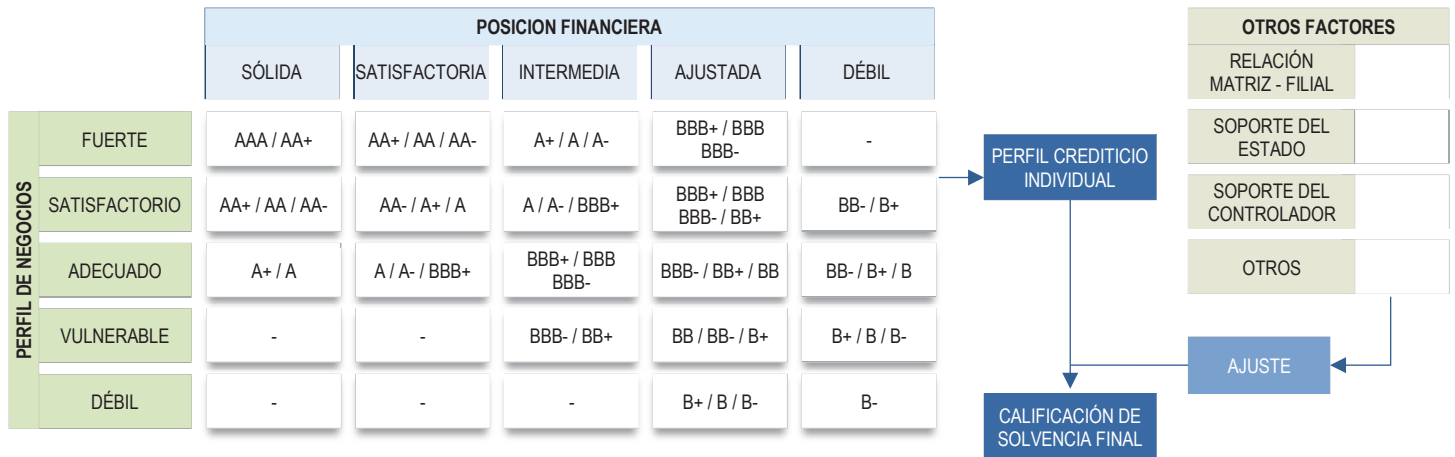 POSICION FINANCIERA
SÓLIDA
SATISFACTORIA
INTERMEDIA
AJUSTADA
DÉBIL
PERFIL DE NEGOCIOS
FUERTE
AAA / AA+
AA+ / AA / AA-
A+ / A / A-
BBB+ / BBB
BBB-
-
SATISFACTORIO
AA+ / AA / AA-
AA- / A+ / A
A / A- / BBB+
BBB+ / BBB
BBB- / BB+
BB- / B+
ADECUADO
A+ / A
A / A- / BBB+
BBB+ / BBB
BBB-
BBB- / BB+ / BB
BB- / B+ / B
VULNERABLE
-
-
BBB- / BB+
BB / BB- / B+
B+ / B / B-
DÉBIL
-
-
-
B+ / B / B-
B-
PERFIL CREDITICIO
INDIVIDUAL
CALIFICACIÓN DE
SOLVENCIA FINAL
OTROS FACTORES
RELACIÓN
MATRIZ - FILIAL
SOPORTE DEL
ESTADO
SOPORTE DEL
CONTROLADOR
OTROS
AJUSTE